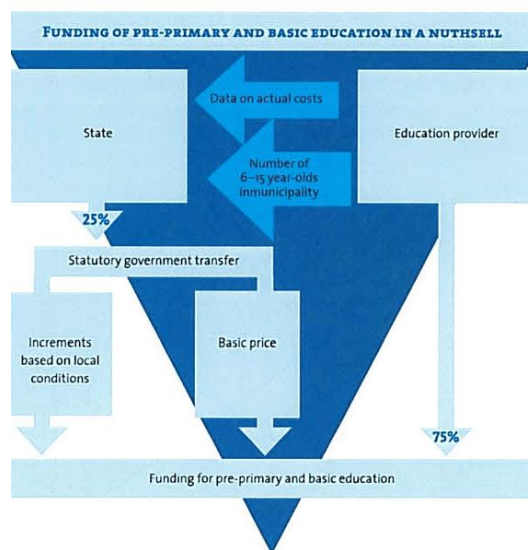 FUNDING OF PRE-PRIMARY AND BASIC EDUCATION IN A NUTHSELL
Data on actual costs
State
Education provider
Number of
6–15 year-olds
inmunicipality
25%
Statutory government transfer
Increments
based on local
conditions
Basic price
75%
Funding for pre-primary and basic education